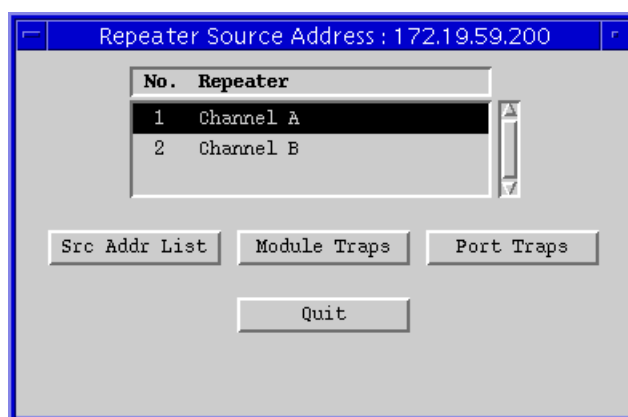 Repeater Source Address : 172.19.59.200
No. Repeater
1 Channel A
2 Channel B
Src Addr List Module Traps Port Traps
Quit